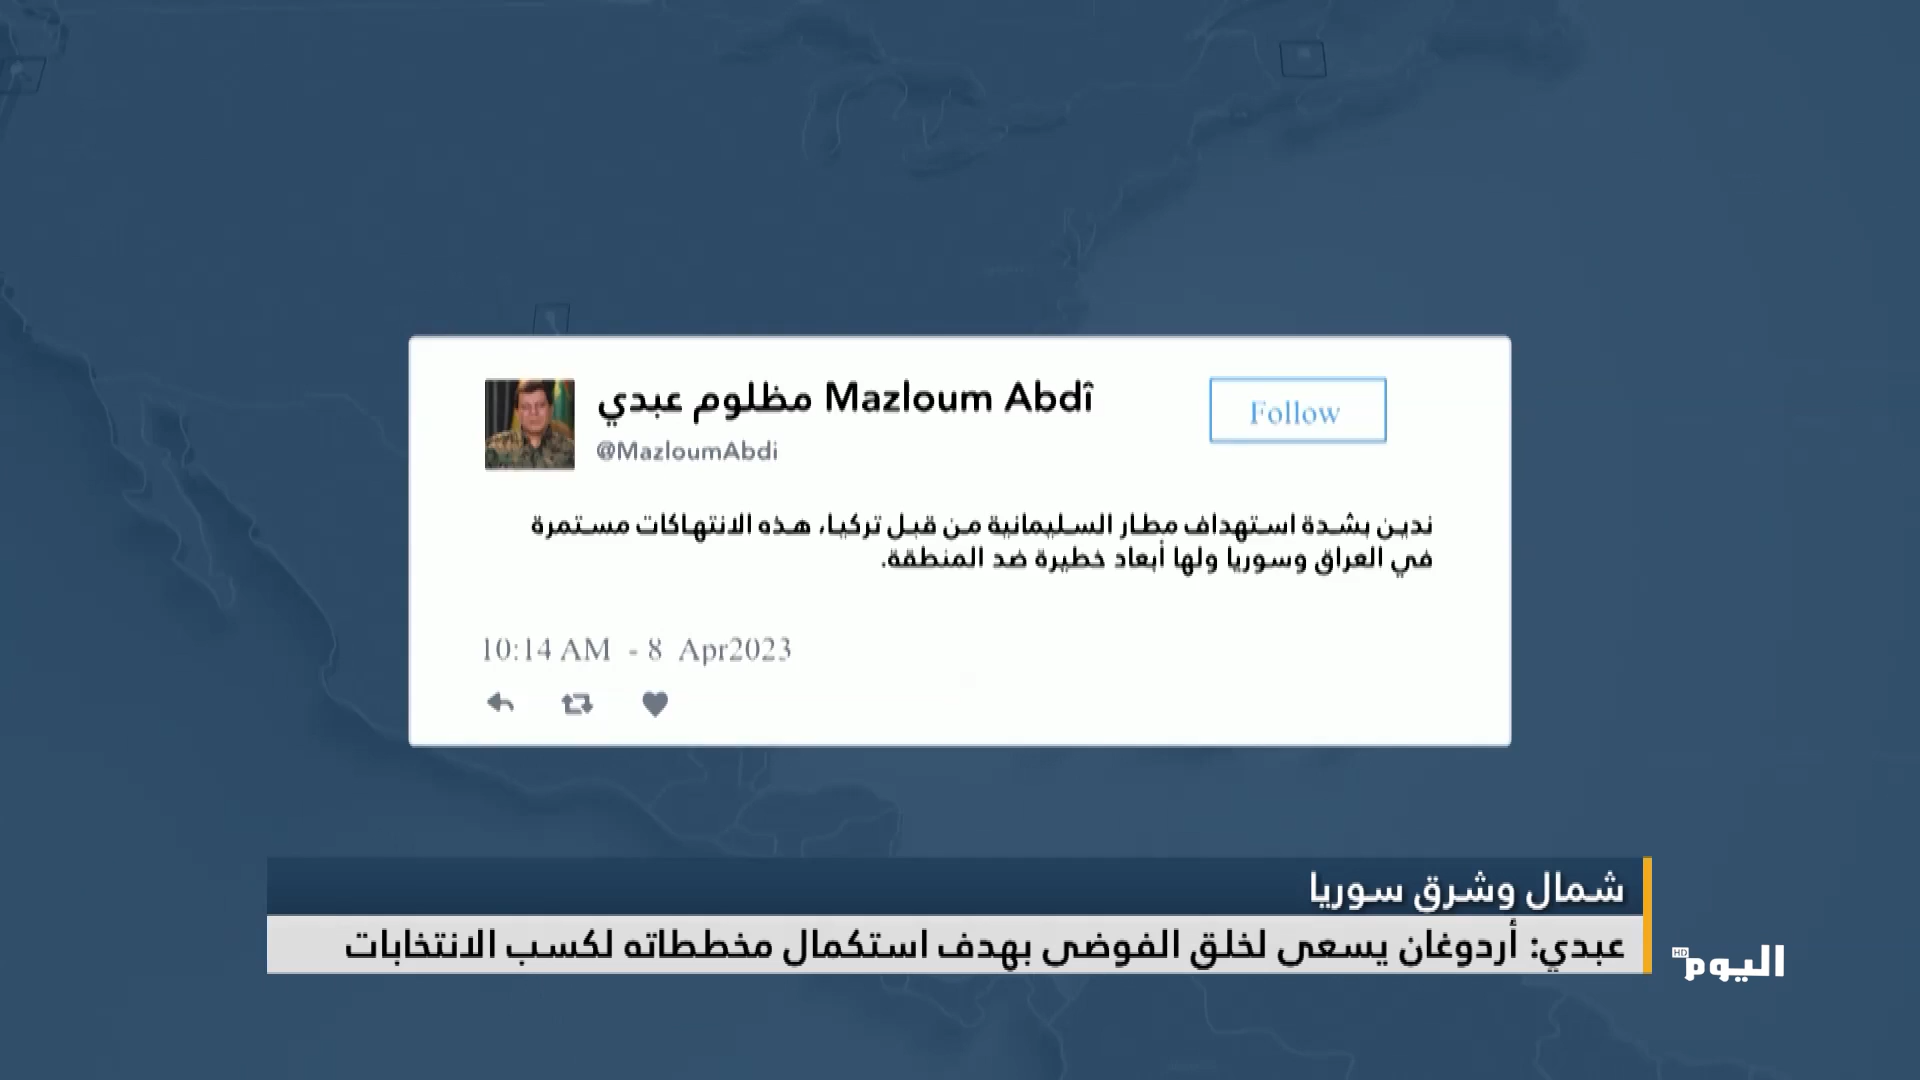 Mazloum Abdî مظلوم عبدي
Follow
@MazloumAbdi
ندين بشدة استهداف مطار السليمانية من قبل تركيا، هذه الانتهاكات مستمرة
في العراق وسوريا ولها أبعاد خطيرة ضد المنطقة.
10:14 AM - 8 Apr2023
شمال وشرق سوريا
عبدي: أردوغان يسعى لخلق الفوضى بهدف استكمال مخططاته لكسب الانتخابات
اليوم HD